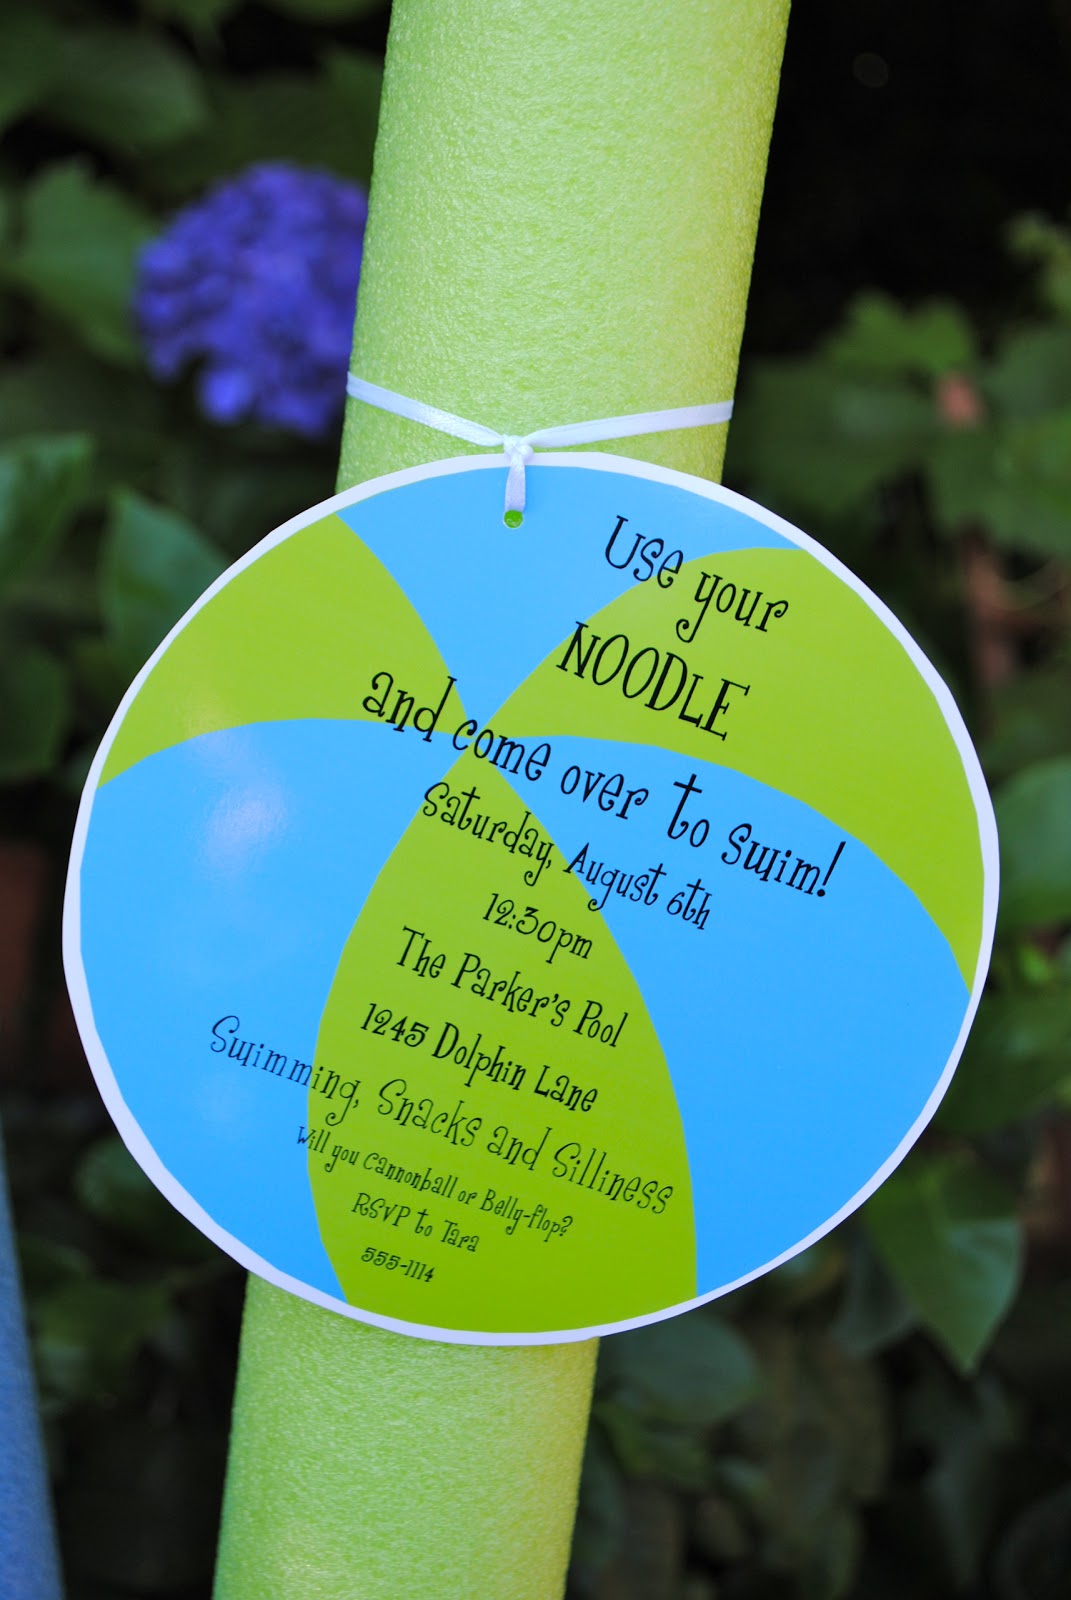 Use your
NOODLE
and come over to swim!
Saturday, August 6th
12:30pm
The Parker's Pool
1245 Dolphin Lane
Swimming, Snacks and Silliness
Will you Cannonball or Belly-flop?
RSVP to Tara
555-1114